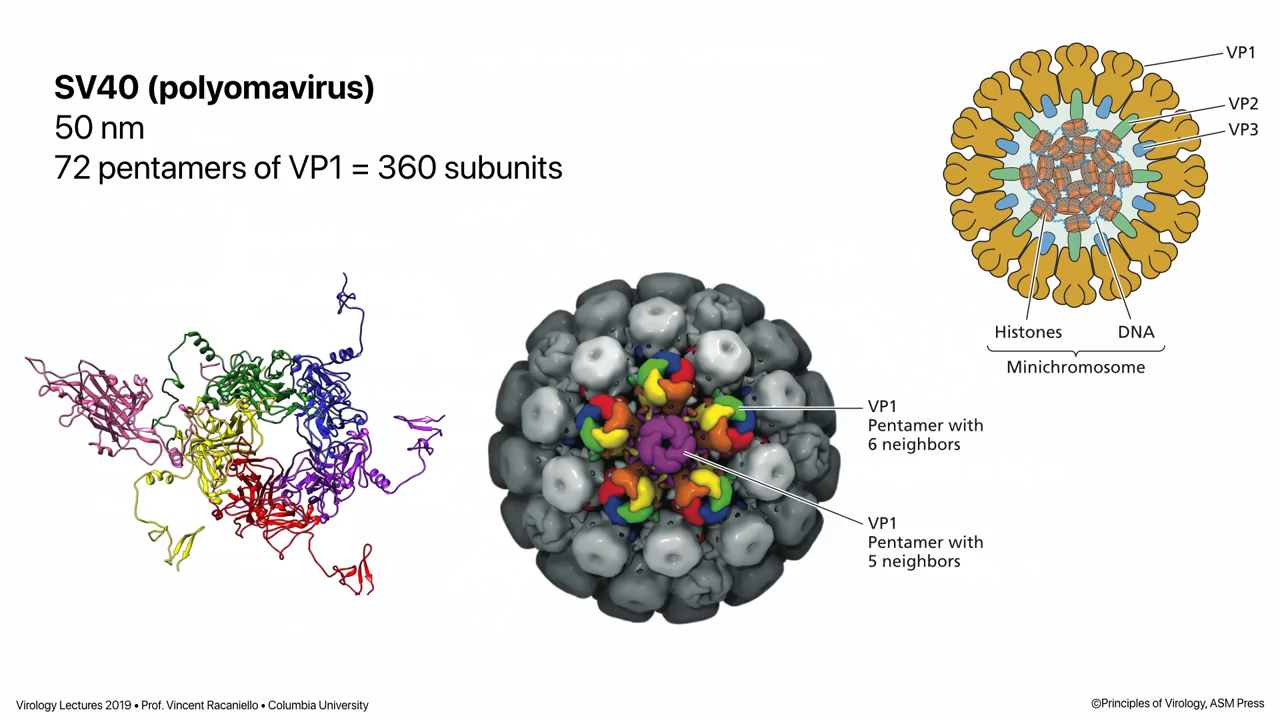 SV40 (polyomavirus)
50 nm
72 pentamers of VP1 = 360 subunits
VP1
VP2
VP3
Histones
DNA
Minichromosome
VP1
Pentamer with
6 neighbors
VP1
Pentamer with
5 neighbors
Virology Lectures 2019 • Prof. Vincent Racaniello • Columbia University
©Principles of Virology, ASM Press